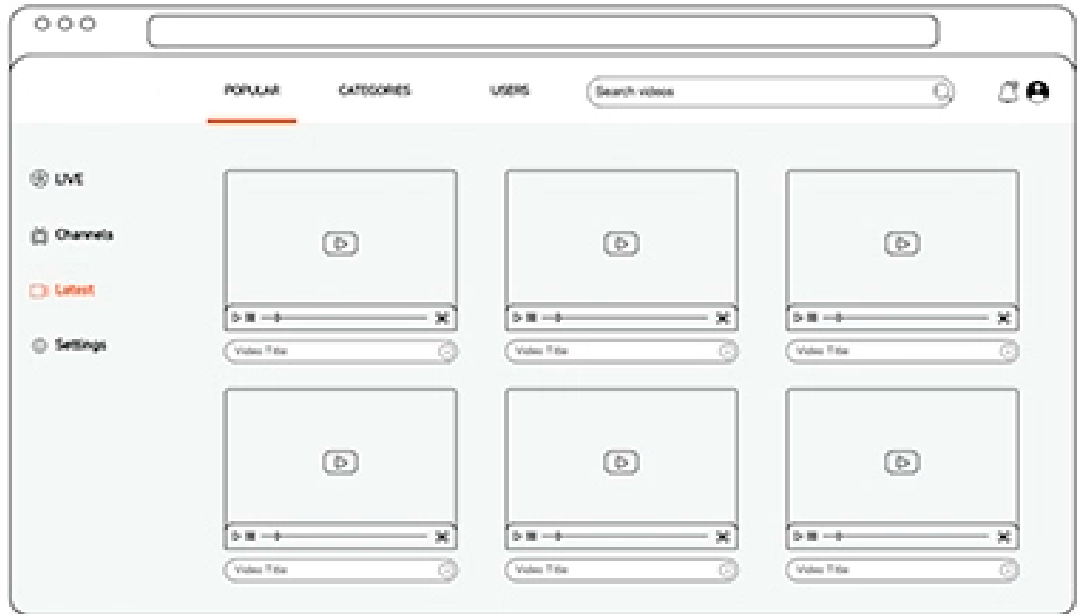 POPULAR CATEGORIES USERS Search videos
LIVE
Channels
Latest
Settings
Video Title Video Title Video Title
Video Title Video Title Video Title